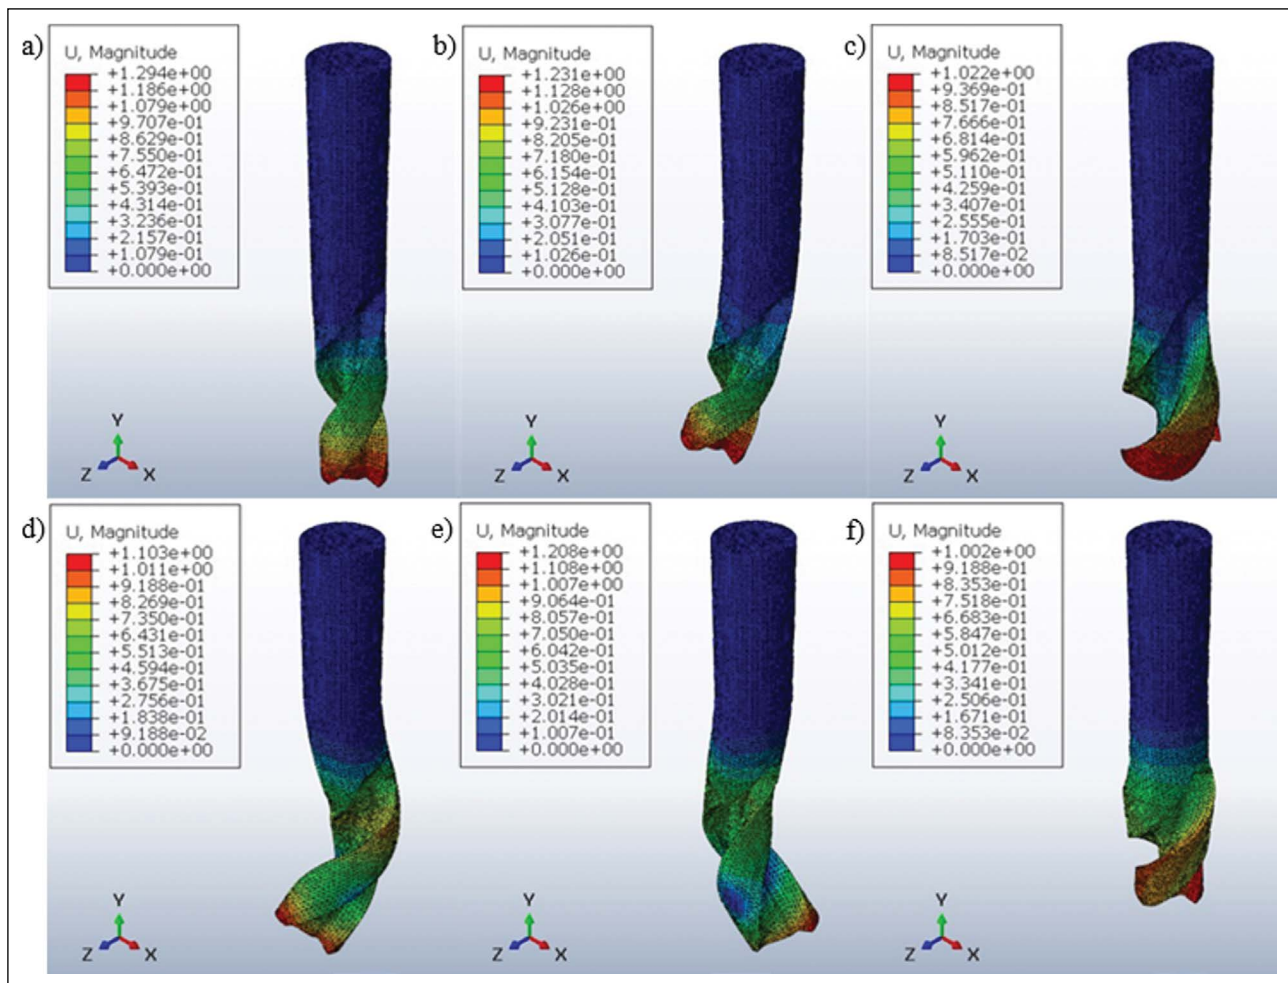 a)
U, Magnitude
+1.294e+00
+1.186e+00
+1.079e+00
+9.707e-01
+8.629e-01
+7.550e-01
+6.472e-01
+5.393e-01
+4.314e-01
+3.236e-01
+2.157e-01
+1.079e-01
+0.000e+00
Y
Z
X
b)
U, Magnitude
+1.231e+00
+1.128e+00
+1.026e+00
+9.231e-01
+8.205e-01
+7.180e-01
+6.154e-01
+5.128e-01
+4.103e-01
+3.077e-01
+2.051e-01
+1.026e-01
+0.000e+00
Y
Z
X
c)
U, Magnitude
+1.022e+00
+9.369e-01
+8.517e-01
+7.666e-01
+6.814e-01
+5.962e-01
+5.110e-01
+4.259e-01
+3.407e-01
+2.555e-01
+1.703e-01
+8.517e-02
+0.000e+00
Y
Z
X
d)
U, Magnitude
+1.103e+00
+1.011e+00
+9.188e-01
+8.269e-01
+7.350e-01
+6.431e-01
+5.513e-01
+4.594e-01
+3.675e-01
+2.756e-01
+1.838e-01
+9.188e-02
+0.000e+00
Y
Z
X
e)
U, Magnitude
+1.208e+00
+1.108e+00
+1.007e+00
+9.064e-01
+8.057e-01
+7.050e-01
+6.042e-01
+5.035e-01
+4.028e-01
+3.021e-01
+2.014e-01
+1.007e-01
+0.000e+00
Y
Z
X
f)
U, Magnitude
+1.002e+00
+9.188e-01
+8.353e-01
+7.518e-01
+6.683e-01
+5.847e-01
+5.012e-01
+4.177e-01
+3.341e-01
+2.506e-01
+1.671e-01
+8.353e-02
+0.000e+00
Y
Z
X